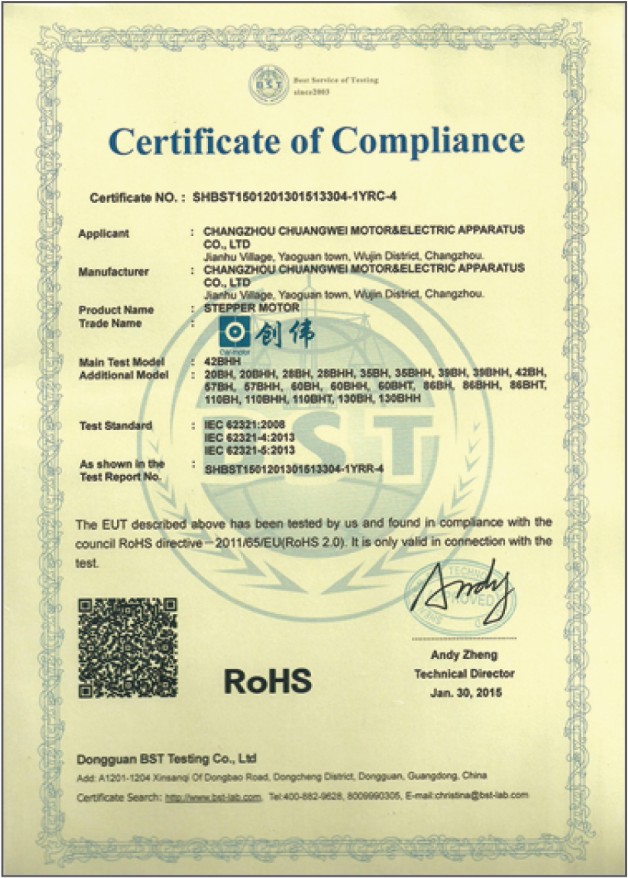 BST
Best Service of Testing
since2003
Certificate of Compliance
Certificate NO. : SHBST1501201301513304-1YRC-4
Applicant : CHANGZHOU CHUANGWEI MOTOR&ELECTRIC APPARATUS
CO., LTD
Jianhu Village, Yaoguan town, Wujin District, Changzhou.
Manufacturer : CHANGZHOU CHUANGWEI MOTOR&ELECTRIC APPARATUS
CO., LTD
Jianhu Village, Yaoguan town, Wujin District, Changzhou.
Product Name : STEPPER MOTOR
Trade Name : 创伟
Cw-motor
Main Test Model : 42BHH
Additional Model : 20BH, 20BHH, 28BH, 28BHH, 35BH, 35BHH, 39BH, 39BHH, 42BH,
57BH, 57BHH, 60BH, 60BHH, 60BHT, 86BH, 86BHH, 86BHT,
110BH, 110BHH, 110BHT, 130BH, 130BHH
BST
Test Standard : IEC 62321:2008
IEC 62321-4:2013
IEC 62321-5:2013
As shown in the : SHBST1501201301513304-1YRR-4
Test Report No.
The EUT described above has been tested by us and found in compliance with the
council RoHS directive－2011/65/EU(RoHS 2.0). It is only valid in connection with the
test.
Andy
Andy Zheng
Technical Director
Jan. 30, 2015
RoHS
Dongguan BST Testing Co., Ltd
Add: A1201-1204 Xinsanqi Of Dongbao Road, Dongcheng District, Dongguan, Guangdong, China
Certificate Search: http://www.bst-lab.com, Tel:400-882-9628, 8009990305, E-mail:christina@bst-lab.com